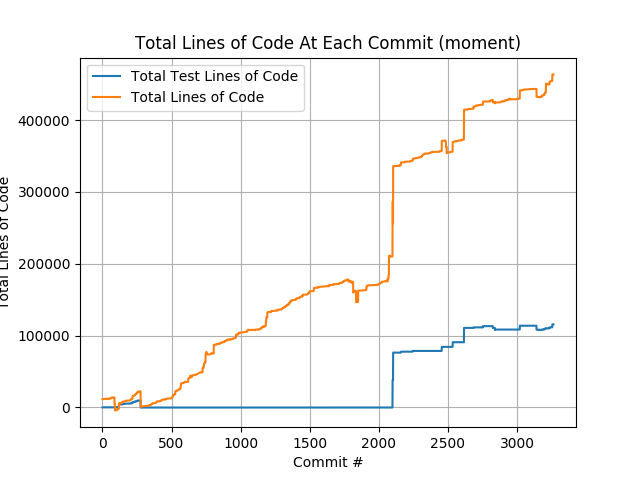 Total Lines of Code At Each Commit (moment)
Total Test Lines of Code
Total Lines of Code
400000
300000
200000
100000
0
Total Lines of Code
0
500
1000
1500
2000
2500
3000
Commit #